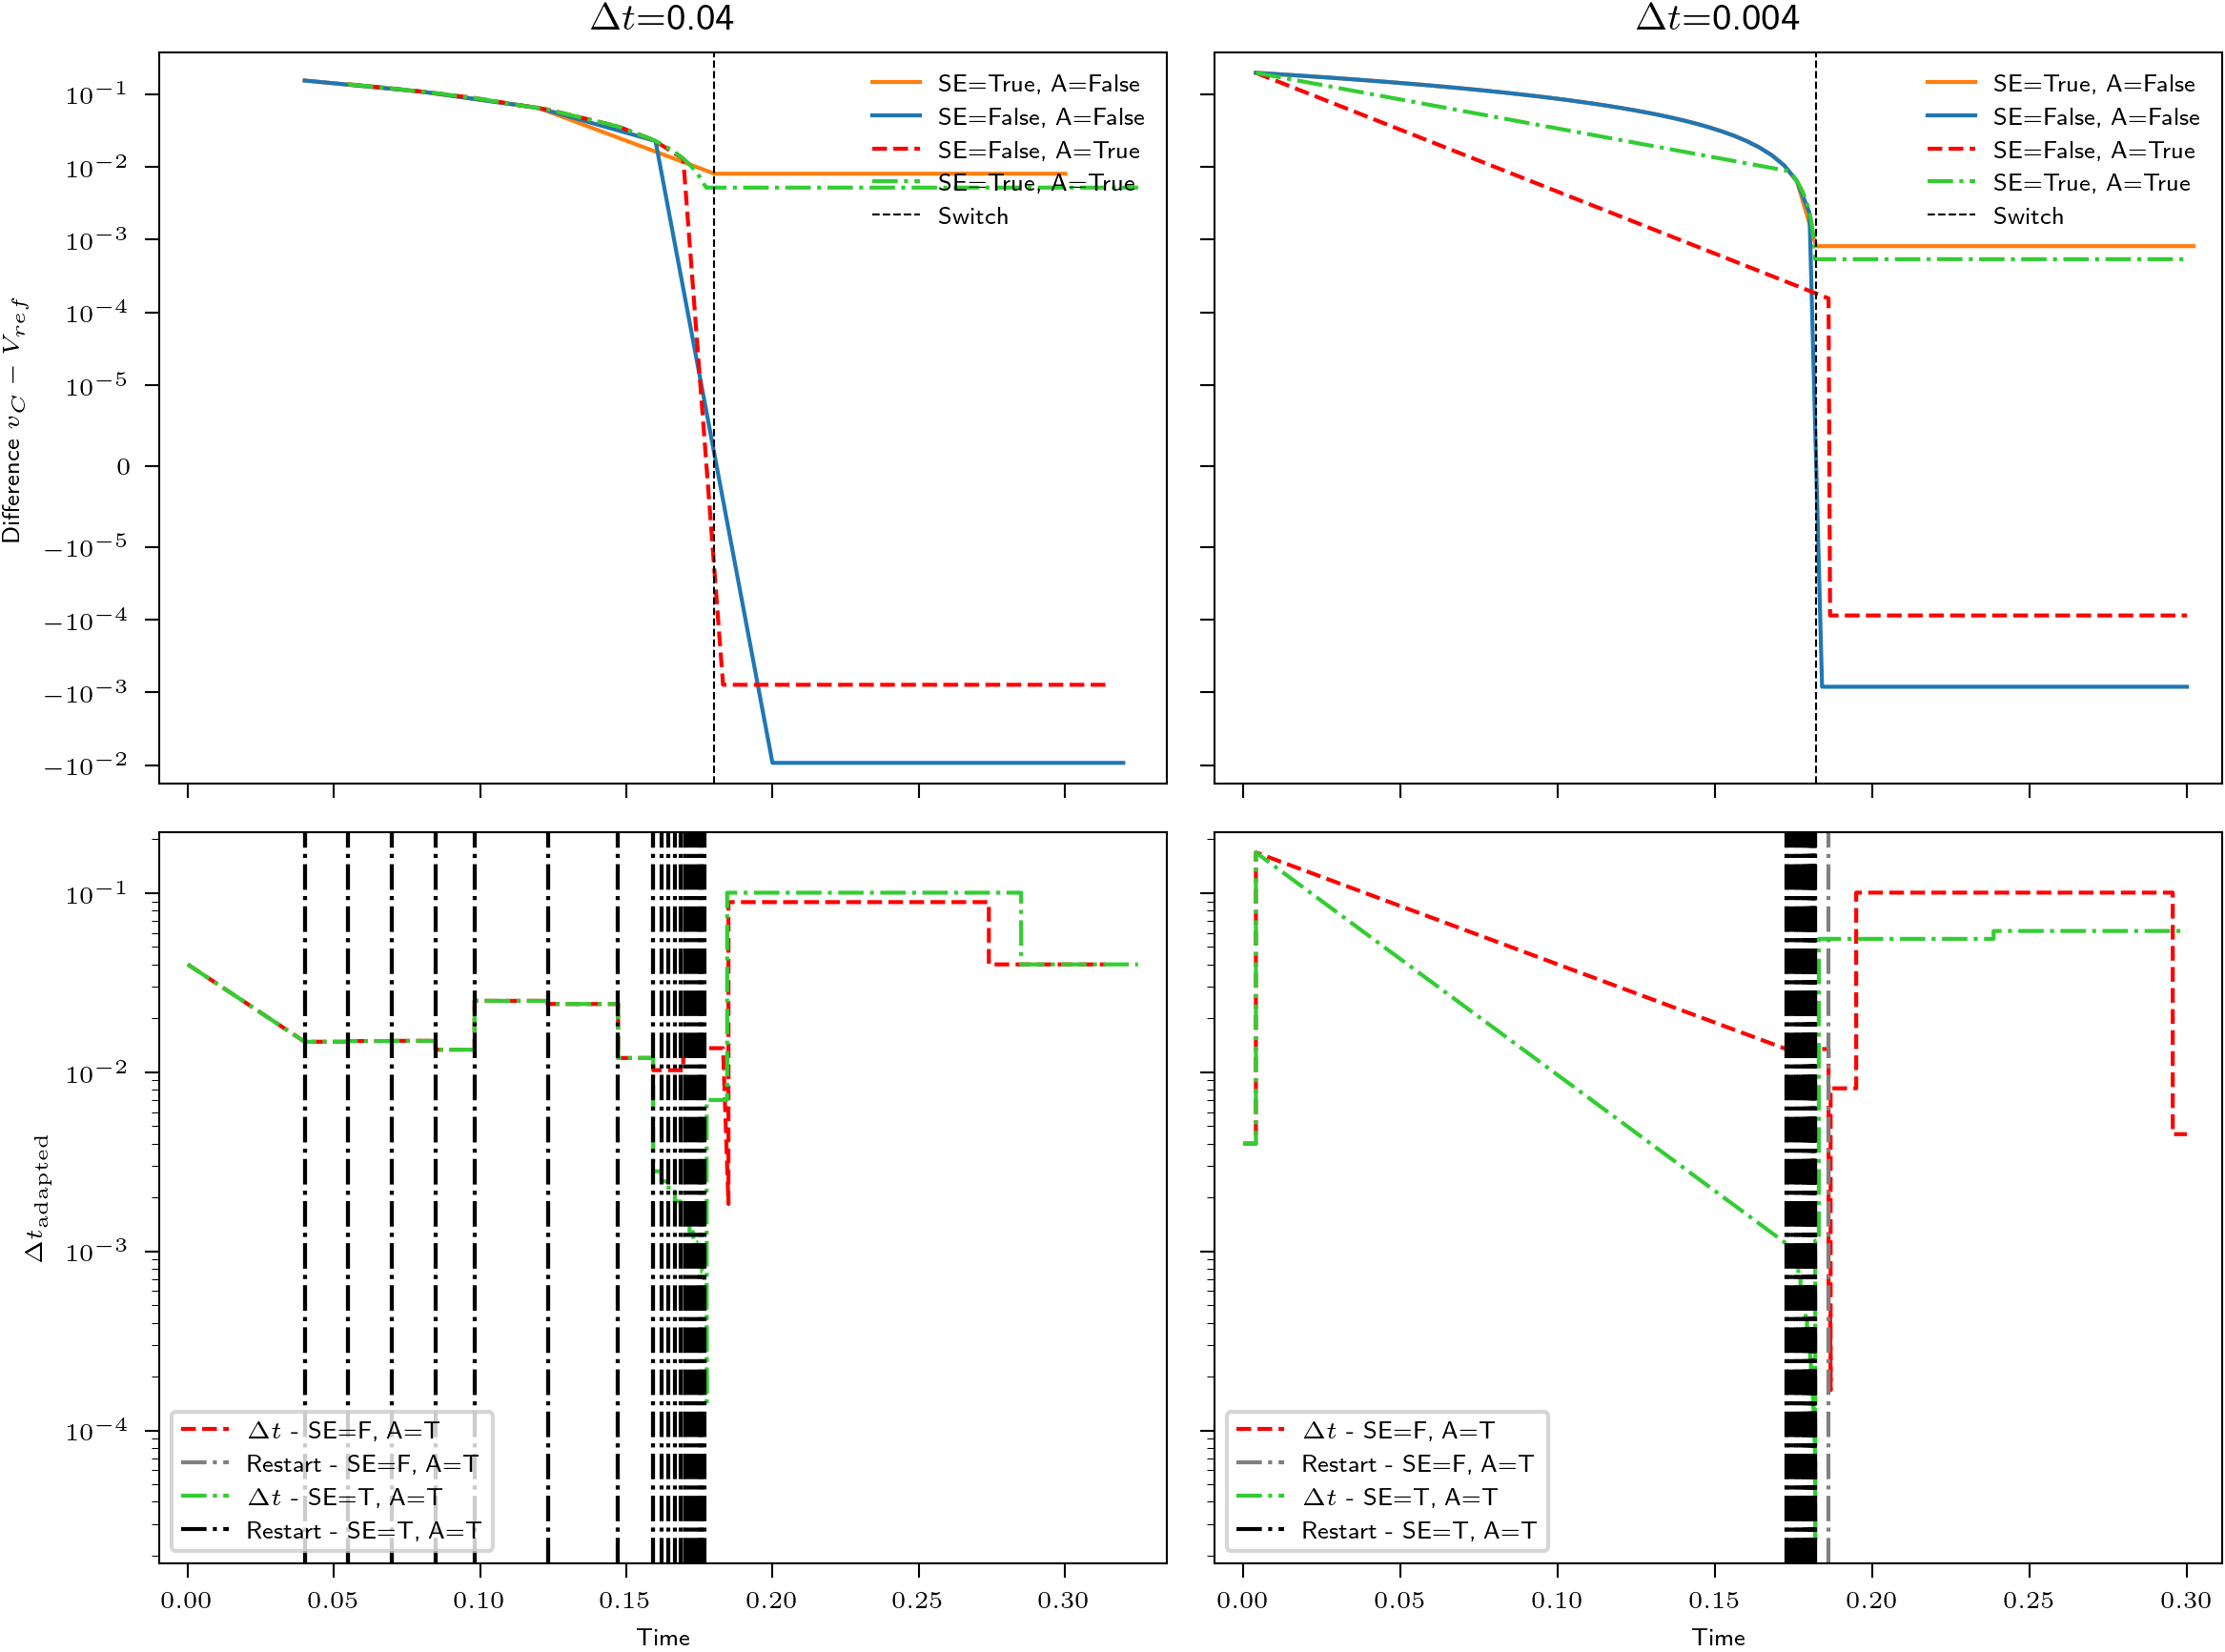 Δt=0.04
10⁻¹
10⁻²
10⁻³
10⁻⁴
10⁻⁵
0
−10⁻⁵
−10⁻⁴
−10⁻³
−10⁻²
Difference v_C − V_ref
SE=True, A=False
SE=False, A=False
SE=False, A=True
SE=True, A=True
Switch
Δt=0.004
SE=True, A=False
SE=False, A=False
SE=False, A=True
SE=True, A=True
Switch
10⁻¹
10⁻²
10⁻³
10⁻⁴
Δt_adapted
Δt - SE=F, A=T
Restart - SE=F, A=T
Δt - SE=T, A=T
Restart - SE=T, A=T
0.00 0.05 0.10 0.15 0.20 0.25 0.30
Time
Δt - SE=F, A=T
Restart - SE=F, A=T
Δt - SE=T, A=T
Restart - SE=T, A=T
0.00 0.05 0.10 0.15 0.20 0.25 0.30
Time